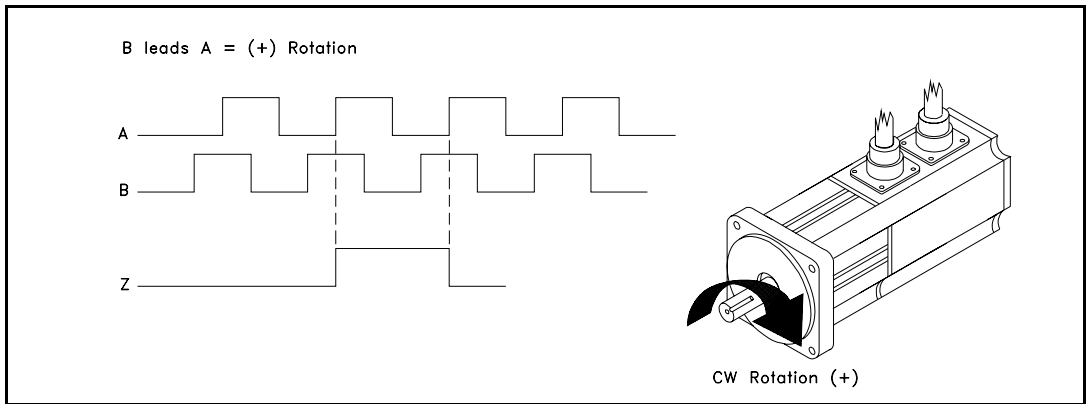 B leads A = (+) Rotation
A
B
Z
CW Rotation (+)